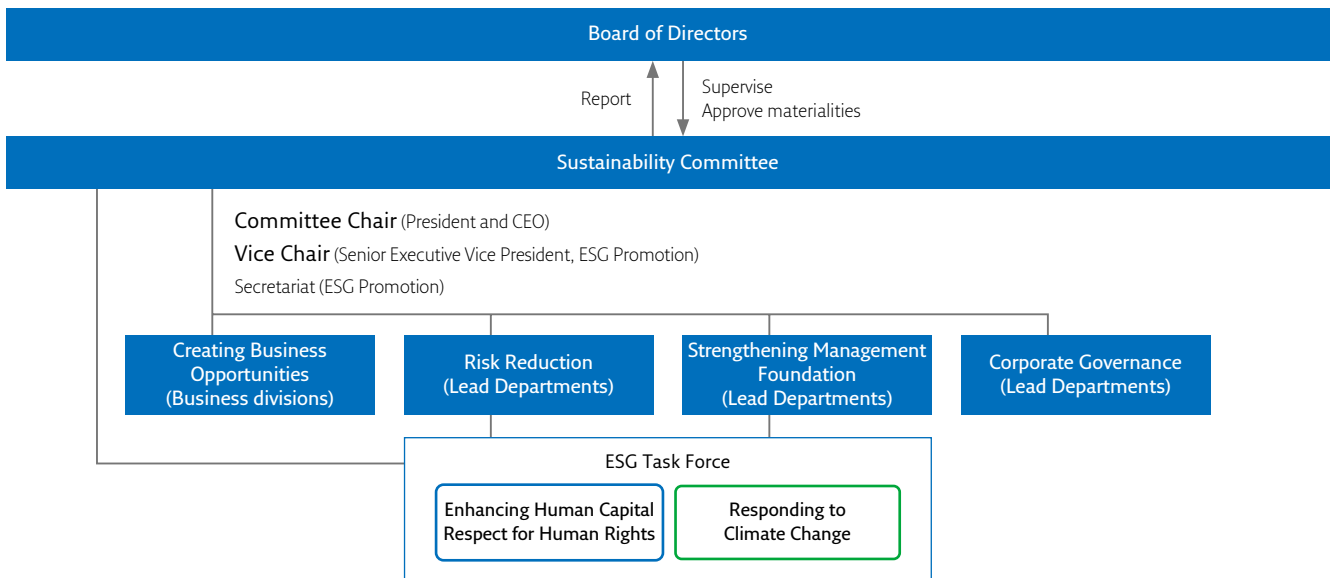 Board of Directors
Report
Supervise
Approve materialities
Sustainability Committee
Committee Chair (President and CEO)
Vice Chair (Senior Executive Vice President, ESG Promotion)
Secretariat (ESG Promotion)
Creating Business
Opportunities
(Business divisions)
Risk Reduction
(Lead Departments)
Strengthening Management
Foundation
(Lead Departments)
Corporate Governance
(Lead Departments)
ESG Task Force
Enhancing Human Capital
Respect for Human Rights
Responding to
Climate Change